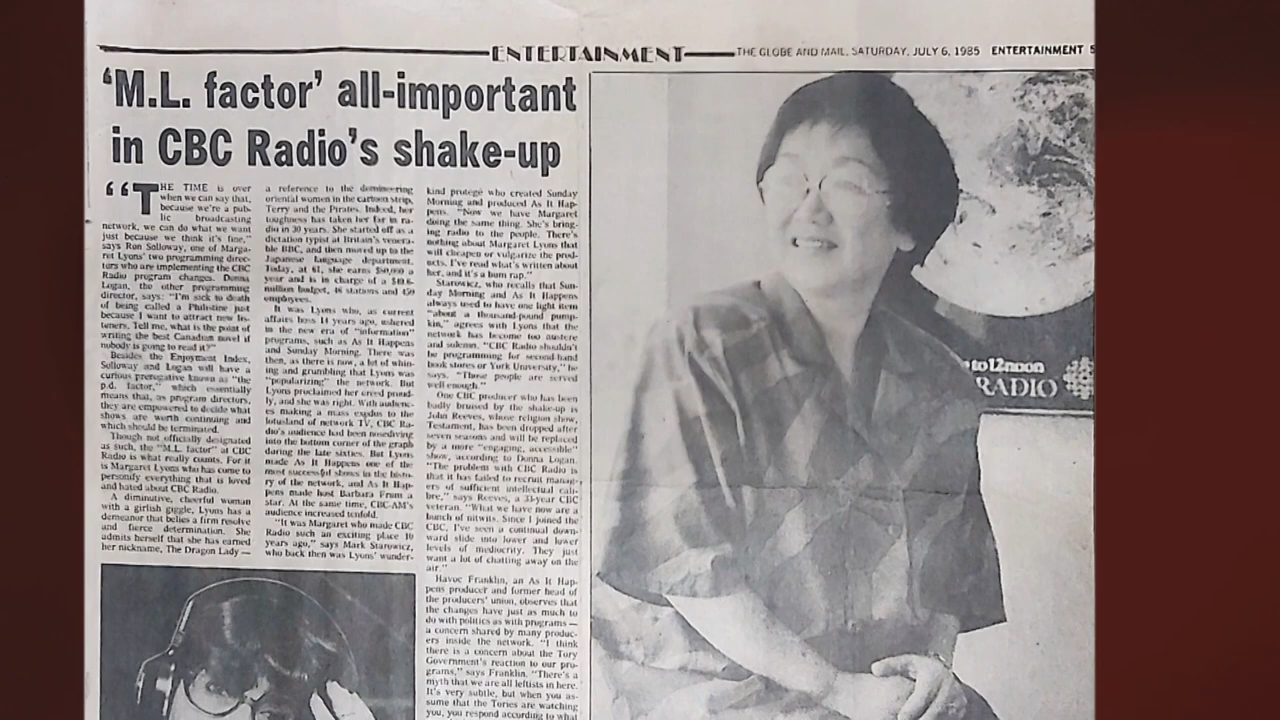 ENTERTAINMENT
THE GLOBE AND MAIL, SATURDAY, JULY 6, 1985 ENTERTAINMENT 5
‘M.L. factor’ all-important
in CBC Radio’s shake-up
“THE TIME is over
when we can say that,
because we’re a pub-
lic broadcasting
network, we can do what we want
just because we think it’s fine,”
says Ron Solloway, one of Marga-
ret Lyons’ two programming direc-
tors who are implementing the CBC
Radio program changes. Donna
Logan, the other programming
director, says: “I’m sick to death
of being called a Philistine just
because I want to attract new lis-
teners. Tell me, what is the point of
writing the best Canadian novel if
nobody is going to read it?”
Besides the Enjoyment Index,
Solloway and Logan will have a
curious prerogative known as “the
p.d. factor,” which essentially
means that, as program directors,
they are empowered to decide what
shows are worth continuing and
which should be terminated.
Though not officially designated
as such, the “M.L. factor” at CBC
Radio is what really counts. For it
is Margaret Lyons who has come to
personify everything that is loved
and hated about CBC Radio.
A diminutive, cheerful woman
with a girlish giggle, Lyons has a
demeanor that belies a firm resolve
and fierce determination. She
admits herself that she has earned
her nickname, The Dragon Lady —
a reference to the domineering
oriental women in the cartoon strip,
Terry and the Pirates. Indeed, her
toughness has taken her far in ra-
dio in 30 years. She started off as a
dictation typist at Britain’s venera-
ble BBC, and then moved up to the
Japanese language department.
Today, at 61, she earns a
year and is in charge of a
million budget, 46 stations and 450
employees.
It was Lyons who, as current
affairs boss 14 years ago, ushered
in the new era of “information”
programs, such as As It Happens
and Sunday Morning. There was
then, as there is now, a lot of whin-
ing and grumbling that Lyons was
“popularizing” the network. But
Lyons proclaimed her creed proud-
ly, and she was right. With audienc-
es making a mass exodus to the
lotusland of network TV, CBC Ra-
dio’s audience had been nosediving
into the bottom corner of the graph
during the late sixties. But Lyons
made As It Happens one of the
most successful shows in the histo-
ry of the network, and As It Hap-
pens made host Barbara Frum a
star. At the same time, CBC-AM’s
audience increased tenfold.
“It was Margaret who made CBC
Radio such an exciting place 10
years ago,” says Mark Starowicz,
who back then was Lyons’ wunder-
kind protege who created Sunday
Morning and produced As It Hap-
pens. “Now we have Margaret
doing the same thing. She’s bring-
ing radio to the people. There’s
nothing about Margaret Lyons that
will cheapen or vulgarize the prod-
ucts. I’ve read what’s written about
her, and it’s a bum rap.”
Starowicz, who recalls that Sun-
day Morning and As It Happens
always used to have one light item
“about a thousand-pound pump-
kin,” agrees with Lyons that the
network has become too austere
and solemn. “CBC Radio shouldn’t
be programming for second-hand
book stores or York University,” he
says. “Those people are served
well enough.”
One CBC producer who has been
badly bruised by the shake-up is
John Reeves, whose religion show,
Testament, has been dropped after
seven seasons and will be replaced
by a more “engaging, accessible”
show, according to Donna Logan.
“The problem with CBC Radio is
that it has failed to recruit manag-
ers of sufficient intellectual cali-
bre,” says Reeves, a 33-year CBC
veteran. “What we have now are a
bunch of nitwits. Since I joined the
CBC, I’ve seen a continual down-
ward slide into lower and lower
levels of mediocrity. They just
want a lot of chatting away on the
air.”
Havoc Franklin, an As It Hap-
pens producer and former head of
the producers’ union, observes that
the changes have just as much to
do with politics as with programs —
a concern shared by many produc-
ers inside the network. “I think
there is a concern about the Tory
Government’s reaction to our pro-
grams,” says Franklin. “There’s a
myth that we are all leftists in here.
It’s very subtle, but when you as-
sume that the Tories are watching
you, you respond according to what
to 12 noon
RADIO